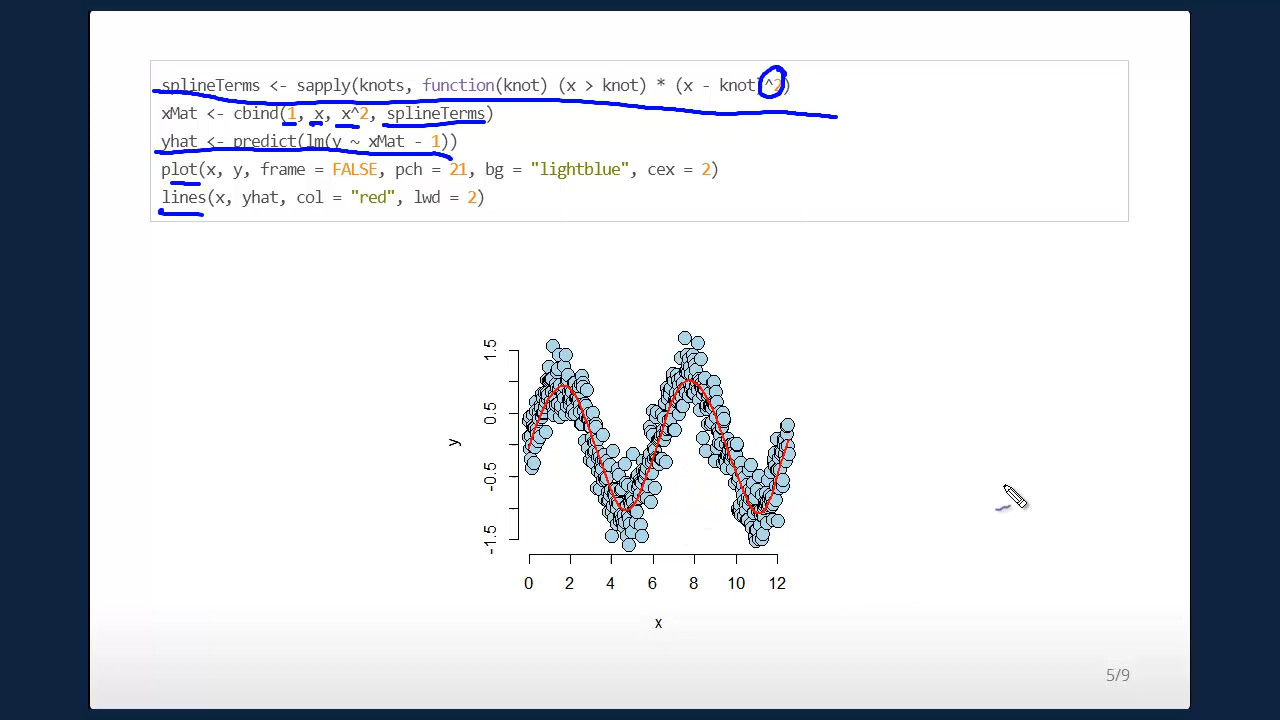 splineTerms <- sapply(knots, function(knot) (x > knot) * (x - knot)^2)
xMat <- cbind(1, x, x^2, splineTerms)
yhat <- predict(lm(y ~ xMat - 1))
plot(x, y, frame = FALSE, pch = 21, bg = "lightblue", cex = 2)
lines(x, yhat, col = "red", lwd = 2)
1.5
0.5
y
-0.5
-1.5
0 2 4 6 8 10 12
x
5/9